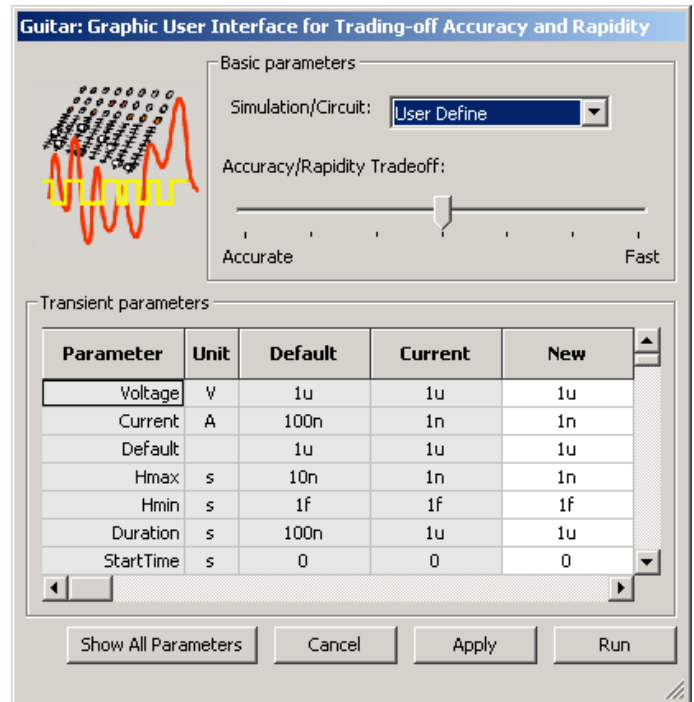 Guitar: Graphic User Interface for Trading-off Accuracy and Rapidity
Basic parameters
Simulation/Circuit: User Define
Accuracy/Rapidity Tradeoff:
Accurate Fast
Transient parameters
Parameter Unit Default Current New
Voltage V 1u 1u 1u
Current A 100n 1n 1n
Default 1u 1u 1u
Hmax s 10n 1n 1n
Hmin s 1f 1f 1f
Duration s 100n 1u 1u
StartTime s 0 0 0
Show All Parameters Cancel Apply Run